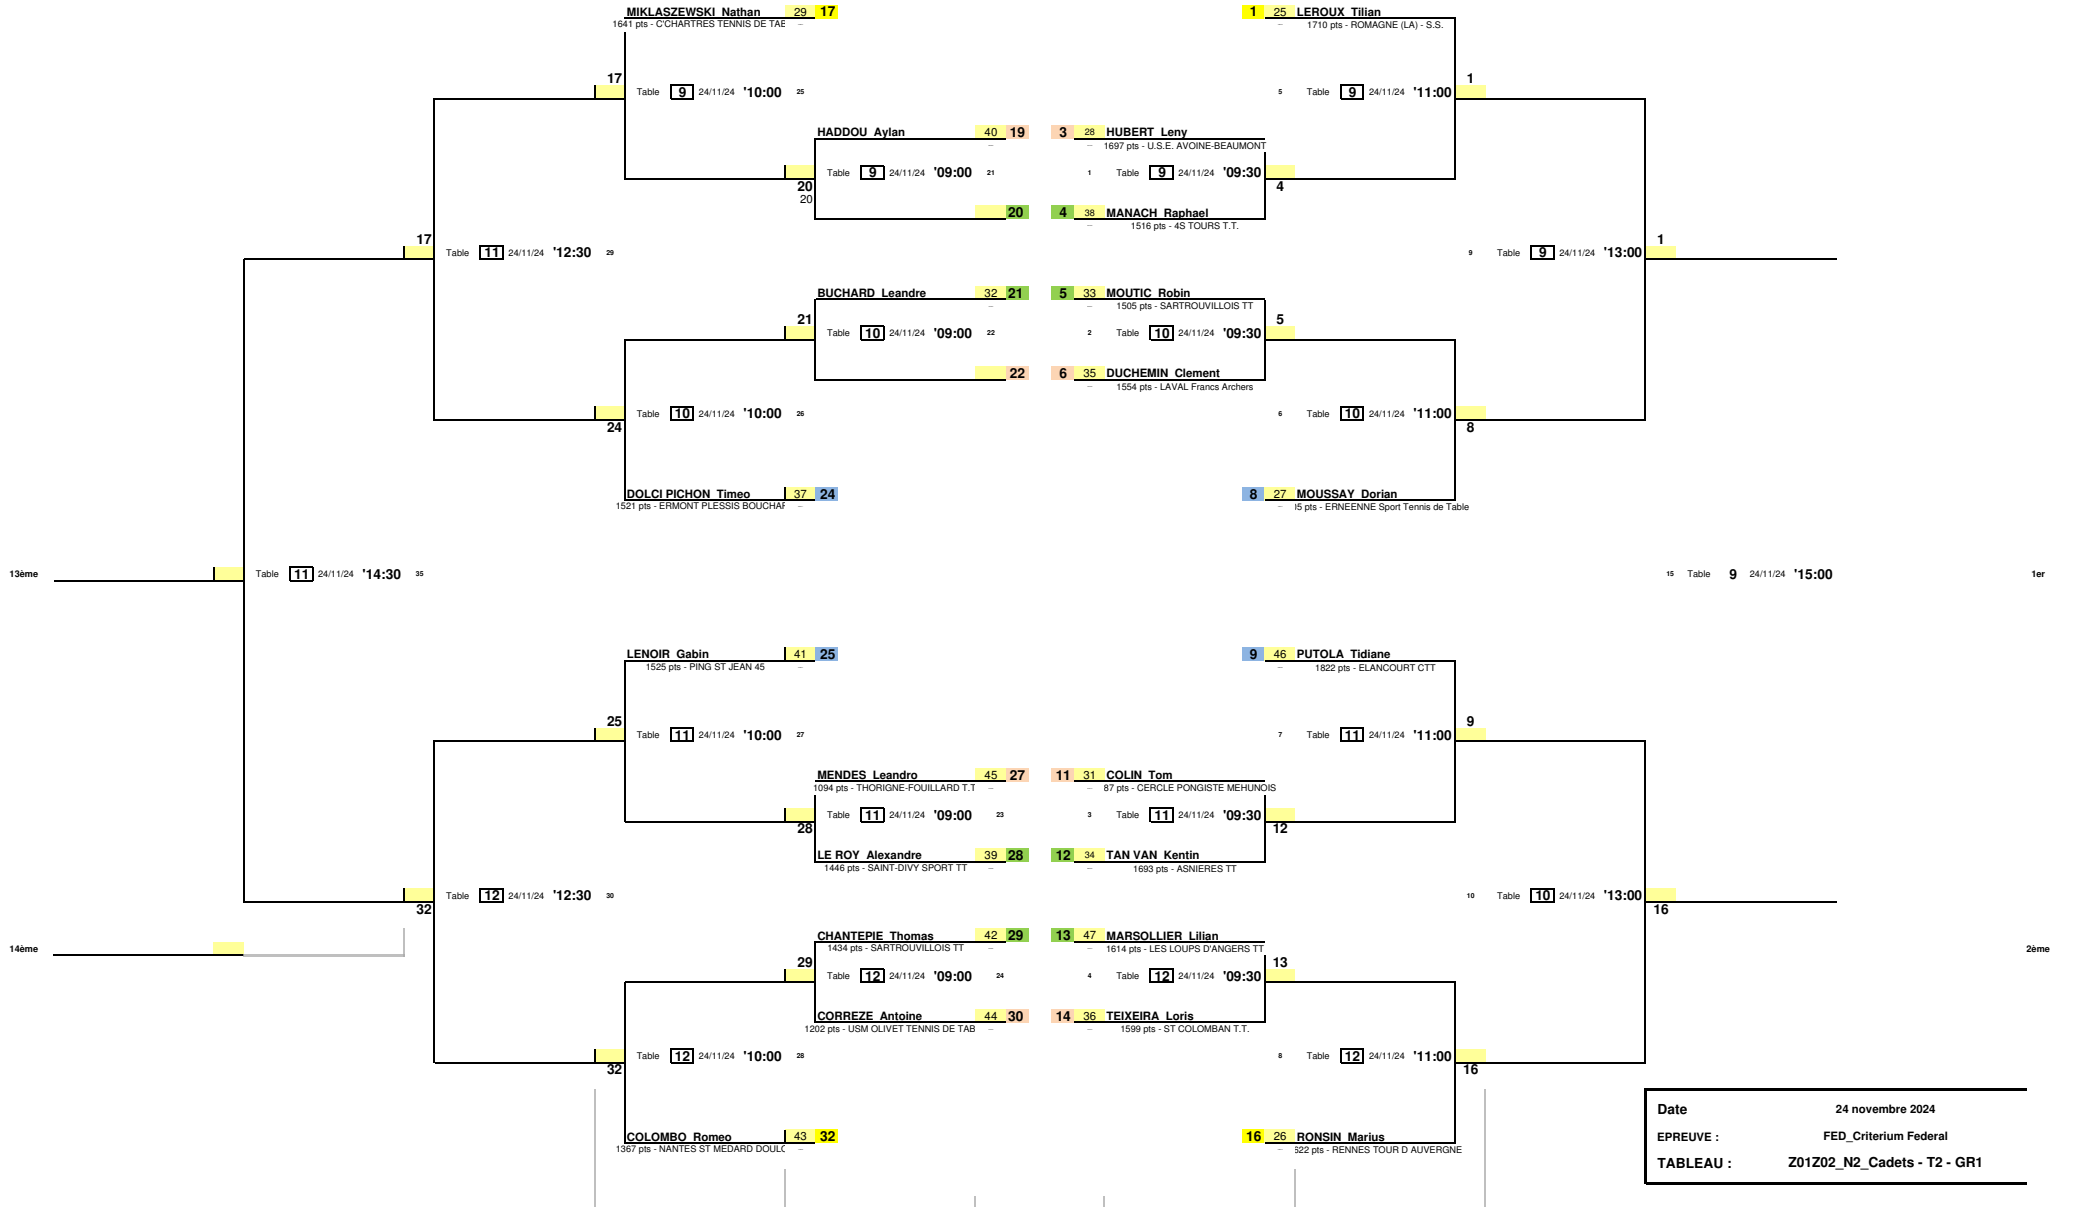 MIKLASZEWSKI Nathan 29 17 1 25 LEROUX Tilian
1641 pts - C'CHARTRES TENNIS DE TAB – – 1710 pts - ROMAGNE (LA) - S.S.
17 1
Table 9 24/11/24 '10:00 25 5 Table 9 24/11/24 '11:00
HADDOU Aylan 40 19 3 28 HUBERT Leny
– – 1697 pts - U.S.E. AVOINE-BEAUMONT
Table 9 24/11/24 '09:00 21 1 Table 9 24/11/24 '09:30
20 4
20
20 4 38 MANACH Raphael
– 1516 pts - 4S TOURS T.T.
17 1
Table 11 24/11/24 '12:30 29 9 Table 9 24/11/24 '13:00
BUCHARD Leandre 32 21 5 33 MOUTIC Robin
– – 1505 pts - SARTROUVILLOIS TT
21 5
Table 10 24/11/24 '09:00 22 2 Table 10 24/11/24 '09:30
22 6 35 DUCHEMIN Clement
– 1554 pts - LAVAL Francs Archers
Table 10 24/11/24 '10:00 26 6 Table 10 24/11/24 '11:00
24 8
DOLCI PICHON Timeo 37 24 8 27 MOUSSAY Dorian
1521 pts - ERMONT PLESSIS BOUCHAR – – pts - ERNEENNE Sport Tennis de Table
13ème Table 11 24/11/24 '14:30 35 15 Table 9 24/11/24 '15:00 1er
LENOIR Gabin 41 25 9 46 PUTOLA Tidiane
1525 pts - PING ST JEAN 45 – – 1822 pts - ELANCOURT CTT
25 9
Table 11 24/11/24 '10:00 27 7 Table 11 24/11/24 '11:00
MENDES Leandro 45 27 11 31 COLIN Tom
1094 pts - THORIGNE-FOUILLARD T.T – – 87 pts - CERCLE PONGISTE MEHUNOIS
Table 11 24/11/24 '09:00 23 3 Table 11 24/11/24 '09:30
28 12
LE ROY Alexandre 39 28 12 34 TAN VAN Kentin
1446 pts - SAINT-DIVY SPORT TT – – 1693 pts - ASNIERES TT
Table 12 24/11/24 '12:30 30 10 Table 10 24/11/24 '13:00
32 16
CHANTEPIE Thomas 42 29 13 47 MARSOLLIER Lilian
14ème 1434 pts - SARTROUVILLOIS TT – – 1614 pts - LES LOUPS D'ANGERS TT 2ème
29 13
Table 12 24/11/24 '09:00 24 4 Table 12 24/11/24 '09:30
CORREZE Antoine 44 30 14 36 TEIXEIRA Loris
1202 pts - USM OLIVET TENNIS DE TAB – – 1599 pts - ST COLOMBAN T.T.
Table 12 24/11/24 '10:00 28 8 Table 12 24/11/24 '11:00
32 16
Date 24 novembre 2024
COLOMBO Romeo 43 32 16 26 RONSIN Marius
EPREUVE : FED_Criterium Federal
1367 pts - NANTES ST MEDARD DOULC – – 622 pts - RENNES TOUR D AUVERGNE
TABLEAU : Z01Z02_N2_Cadets - T2 - GR1